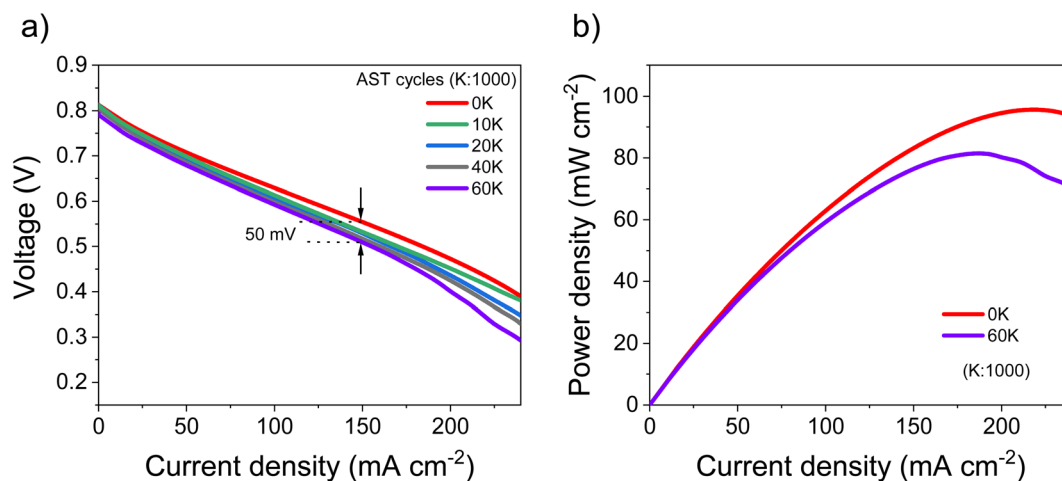 a)
Voltage (V)
0.9
0.8
0.7
0.6
0.5
0.4
0.3
0.2
AST cycles (K:1000)
0K
10K
20K
40K
60K
50 mV
0
50
100
150
200
Current density (mA cm⁻²)
b)
Power density (mW cm⁻²)
100
80
60
40
20
0
0K
60K
(K:1000)
0
50
100
150
200
Current density (mA cm⁻²)